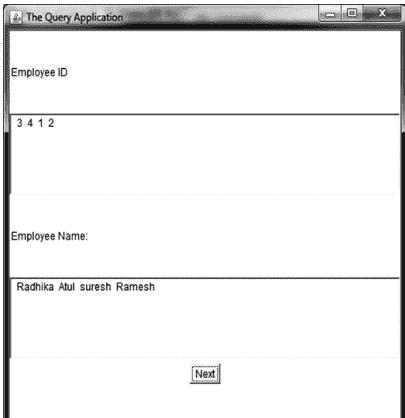 The Query Application
Employee ID
3 4 1 2
Employee Name:
Radhika Atul suresh Ramesh
Next